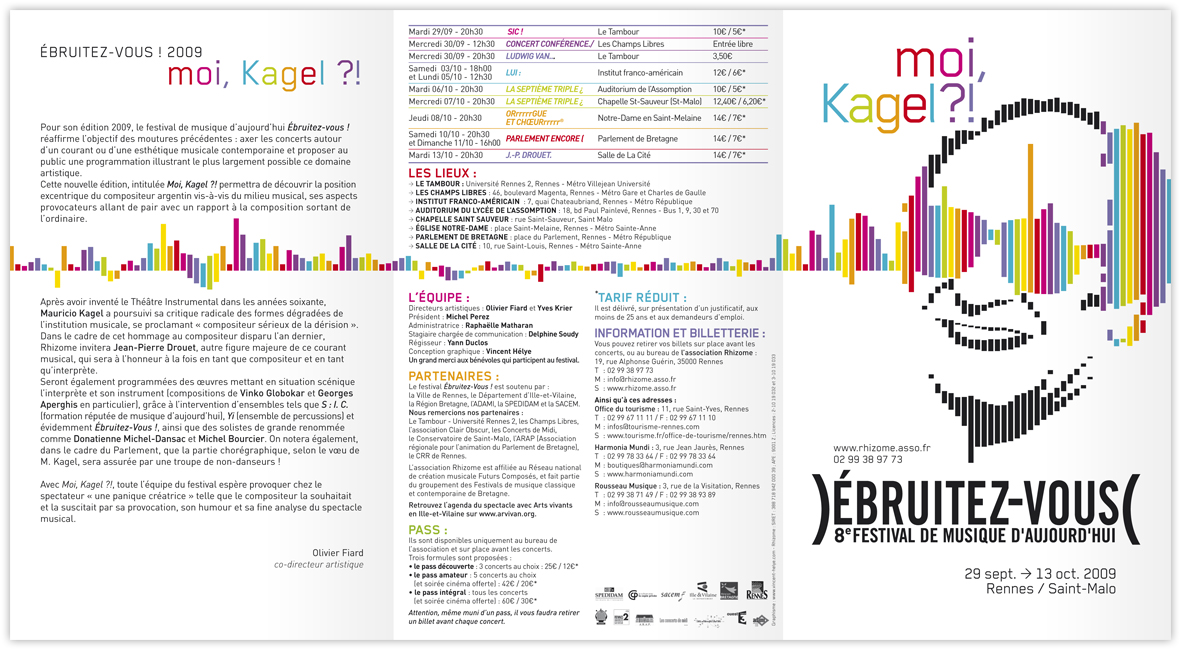 ÉBRUITEZ-VOUS ! 2009
moi, Kagel ?!
Pour son édition 2009, le festival de musique d'aujourd'hui Ébruitez-vous !
réaffirme l'objectif des moutures précédentes : axer les concerts autour
d'un courant ou d'une esthétique musicale contemporaine et proposer au
public une programmation illustrant le plus largement possible ce domaine
artistique.
Cette nouvelle édition, intitulée Moi, Kagel ?! permettra de découvrir la position
excentrique du compositeur argentin vis-à-vis du milieu musical, ses aspects
provocateurs allant de pair avec un rapport à la composition sortant de
l'ordinaire.
Après avoir inventé le Théâtre Instrumental dans les années soixante,
Mauricio Kagel a poursuivi sa critique radicale des formes dégradées de
l'institution musicale, se proclamant « compositeur sérieux de la dérision ».
Dans le cadre de cet hommage au compositeur disparu l'an dernier,
Rhizome invitera Jean-Pierre Drouet, autre figure majeure de ce courant
musical, qui sera à l'honneur à la fois en tant que compositeur et en tant
qu'interprète.
Seront également programmées des œuvres mettant en situation scénique
l'interprète et son instrument (compositions de Vinko Globokar et Georges
Aperghis en particulier), grâce à l'intervention d'ensembles tels que S : I. C.
(formation réputée de musique d'aujourd'hui), Yi (ensemble de percussions) et
évidemment Ébruitez-Vous !, ainsi que des solistes de grande renommée
comme Donatienne Michel-Dansac et Michel Bourcier. On notera également,
dans le cadre du Parlement, que la partie chorégraphique, selon le vœu de
M. Kagel, sera assurée par une troupe de non-danseurs !
Avec Moi, Kagel ?!, toute l'équipe du festival espère provoquer chez le
spectateur « une panique créatrice » telle que le compositeur la souhaitait
et la suscitait par sa provocation, son humour et sa fine analyse du spectacle
musical.
Olivier Fiard
co-directeur artistique
Mardi 29/09 - 20h30 SIC ! Le Tambour 10€ / 5€*
Mercredi 30/09 - 12h30 CONCERT CONFÉRENCE./ Les Champs Libres Entrée libre
Mercredi 30/09 - 20h30 LUDWIG VAN... Le Tambour 3,50€
Samedi 03/10 - 18h00
et Lundi 05/10 - 12h30 LUI : Institut franco-américain 12€ / 6€*
Mardi 06/10 - 20h30 LA SEPTIÈME TRIPLE ¿ Auditorium de l'Assomption 10€ / 5€*
Mercredi 07/10 - 20h30 LA SEPTIÈME TRIPLE ¿ Chapelle St-Sauveur (St-Malo) 12,40€ / 6,20€*
Jeudi 08/10 - 20h30 ORrrrrrGUE
ET CHŒURrrrrr° Notre-Dame en Saint-Melaine 14€ / 7€*
Samedi 10/10 - 20h30
et Dimanche 11/10 - 16h00 PARLEMENT ENCORE ( Parlement de Bretagne 14€ / 7€*
Mardi 13/10 - 20h30 J.-P. DROUET. Salle de La Cité 14€ / 7€*
LES LIEUX :
→ LE TAMBOUR : Université Rennes 2, Rennes - Métro Villejean Université
→ LES CHAMPS LIBRES : 46, boulevard Magenta, Rennes - Métro Gare et Charles de Gaulle
→ INSTITUT FRANCO-AMÉRICAIN : 7, quai Chateaubriand, Rennes - Métro République
→ AUDITORIUM DU LYCÉE DE L'ASSOMPTION : 18, bd Paul Painlevé, Rennes - Bus 1, 9, 30 et 70
→ CHAPELLE SAINT SAUVEUR : rue Saint-Sauveur, Saint Malo
→ ÉGLISE NOTRE-DAME : place Saint-Melaine, Rennes - Métro Sainte-Anne
→ PARLEMENT DE BRETAGNE : place du Parlement, Rennes - Métro République
→ SALLE DE LA CITÉ : 10, rue Saint-Louis, Rennes - Métro Sainte-Anne
L'ÉQUIPE :
Directeurs artistiques : Olivier Fiard et Yves Krier
Président : Michel Perez
Administratrice : Raphaëlle Matharan
Stagiaire chargée de communication : Delphine Soudy
Régisseur : Yann Duclos
Conception graphique : Vincent Hélye
Un grand merci aux bénévoles qui participent au festival.
PARTENAIRES :
Le festival Ébruitez-Vous ! est soutenu par :
la Ville de Rennes, le Département d'Ille-et-Vilaine,
la Région Bretagne, l'ADAMI, la SPEDIDAM et la SACEM.
Nous remercions nos partenaires :
Le Tambour - Université Rennes 2, les Champs Libres,
l'association Clair Obscur, les Concerts de Midi,
le Conservatoire de Saint-Malo, l'ARAP (Association
régionale pour l'animation du Parlement de Bretagne),
le CRR de Rennes.
L'association Rhizome est affiliée au Réseau national
de création musicale Futurs Composés, et fait partie
du groupement des Festivals de musique classique
et contemporaine de Bretagne.
Retrouvez l'agenda du spectacle avec Arts vivants
en Ille-et-Vilaine sur www.arvivan.org.
PASS :
Ils sont disponibles uniquement au bureau de
l'association et sur place avant les concerts.
Trois formules sont proposées :
• le pass découverte : 3 concerts au choix : 25€ / 12€*
• le pass amateur : 5 concerts au choix
(et soirée cinéma offerte) : 42€ / 20€*
• le pass intégral : tous les concerts
(et soirée cinéma offerte) : 60€ / 30€*
Attention, même muni d'un pass, il vous faudra retirer
un billet avant chaque concert.
*TARIF RÉDUIT :
Il est délivré, sur présentation d'un justificatif, aux
moins de 25 ans et aux demandeurs d'emploi.
INFORMATION ET BILLETTERIE :
Vous pouvez retirer vos billets sur place avant les
concerts, ou au bureau de l'association Rhizome :
19, rue Alphonse Guérin, 35000 Rennes
T : 02 99 38 97 73
M : info@rhizome.asso.fr
S : www.rhizome.asso.fr
Ainsi qu'à ces adresses :
Office du tourisme : 11, rue Saint-Yves, Rennes
T : 02 99 67 11 11 / F : 02 99 67 11 10
M : infos@tourisme-rennes.com
S : www.tourisme.fr/office-de-tourisme/rennes.htm
Harmonia Mundi : 3, rue Jean Jaurès, Rennes
T : 02 99 78 33 64 / F : 02 99 78 33 64
M : boutiques@harmoniamundi.com
S : www.harmoniamundi.com
Rousseau Musique : 3, rue de la Visitation, Rennes
T : 02 99 38 71 49 / F : 02 99 38 93 89
M : info@rousseaumusique.com
S : www.rousseaumusique.com
SPEDIDAM
sacem
Ille & Vilaine
RENNES
moi,
Kagel?!
www.rhizome.asso.fr
02 99 38 97 73
)ÉBRUITEZ-VOUS(
8e FESTIVAL DE MUSIQUE D'AUJOURD'HUI
29 sept. → 13 oct. 2009
Rennes / Saint-Malo